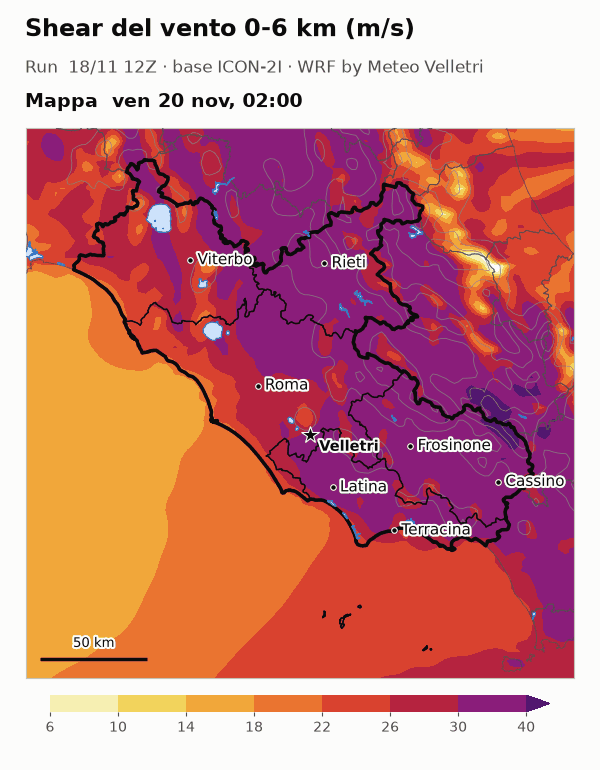 Shear del vento 0-6 km (m/s)
Run  18/11 12Z · base ICON-2I · WRF by Meteo Velletri
Mappa  ven 20 nov, 02:00
Viterbo
Rieti
Roma
Velletri
Frosinone
Latina
Cassino
Terracina
50 km
6 10 14 18 22 26 30 40